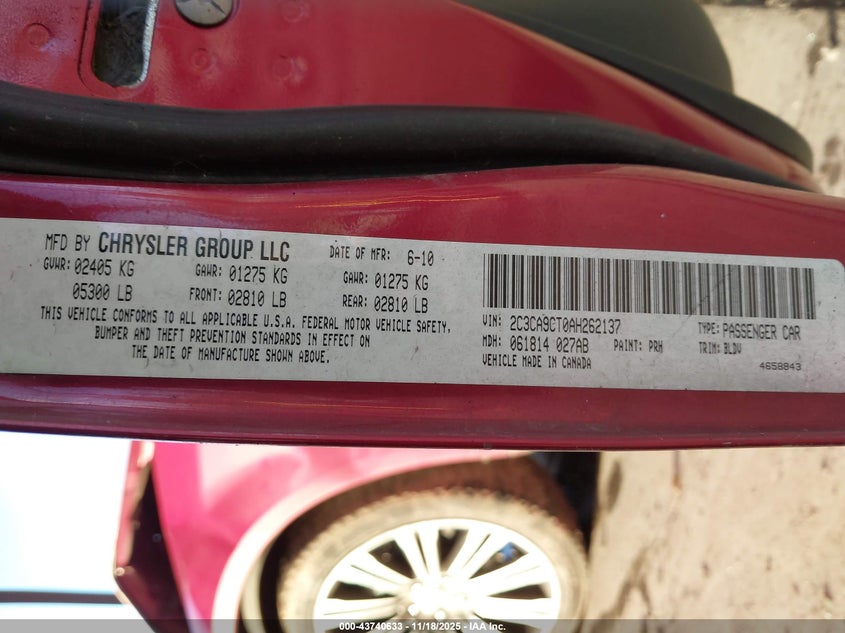 MFD BY CHRYSLER GROUP LLC DATE OF MFR: 6-10
GVWR: 02405 KG GAWR: 01275 KG GAWR: 01275 KG
05300 LB FRONT: 02810 LB REAR: 02810 LB
THIS VEHICLE CONFORMS TO ALL APPLICABLE U.S.A. FEDERAL MOTOR VEHICLE SAFETY,
BUMPER AND THEFT PREVENTION STANDARDS IN EFFECT ON
THE DATE OF MANUFACTURE SHOWN ABOVE.
VIN: 2C3CA9CT0AH262137 TYPE: PASSENGER CAR
MDH: 061814 027AB PAINT: PRH TRIM: BLDV
VEHICLE MADE IN CANADA 4658843
000-43740633 - 11/18/2025 - IAA Inc.